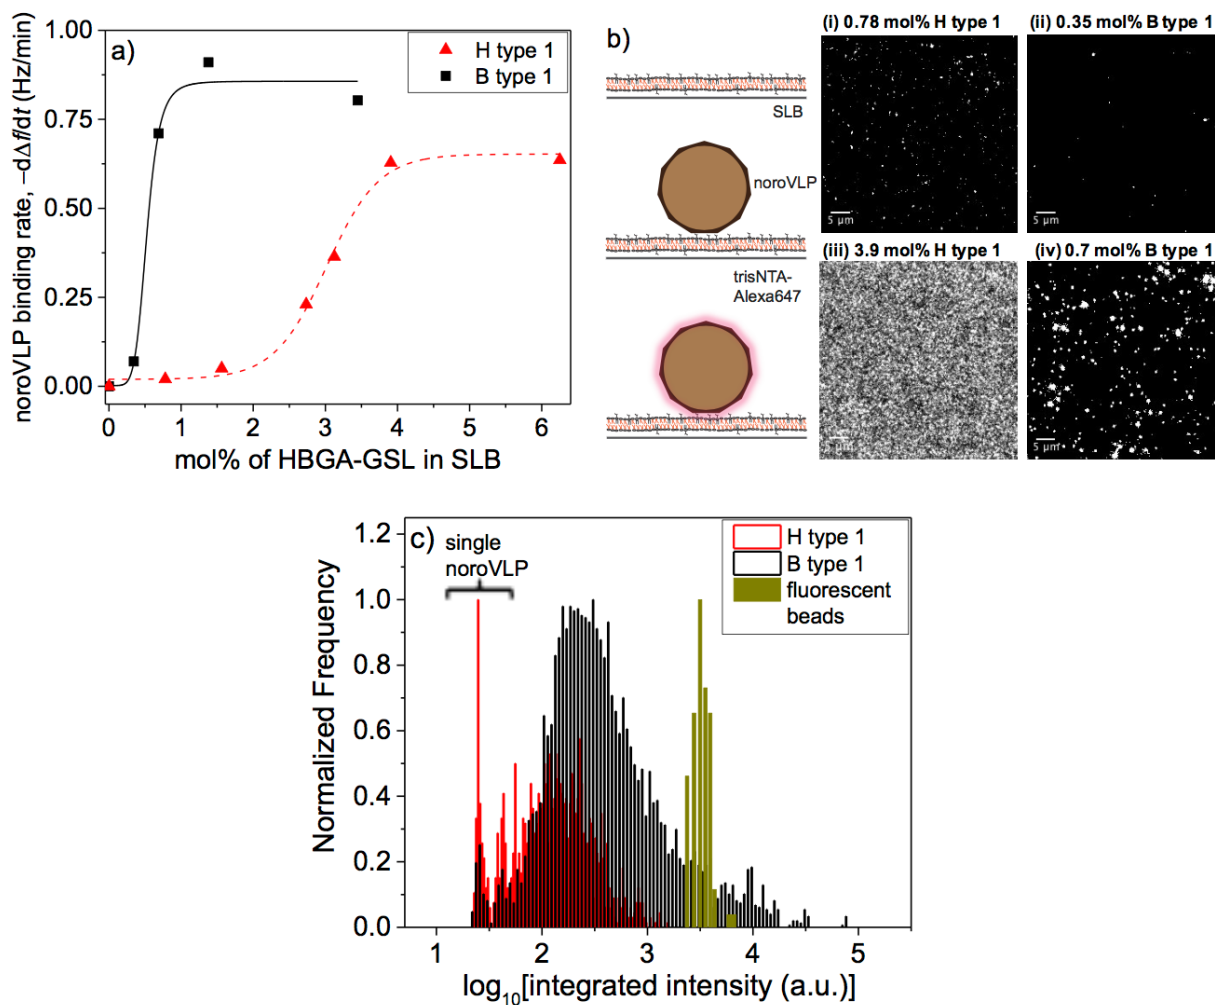 a)
H type 1
B type 1
noroVLP binding rate, −dΔf/dt (Hz/min)
1.00
0.75
0.50
0.25
0.00
0 1 2 3 4 5 6
mol% of HBGA-GSL in SLB
b)
SLB
noroVLP
trisNTA-
Alexa647
(i) 0.78 mol% H type 1
5 µm
(ii) 0.35 mol% B type 1
5 µm
(iii) 3.9 mol% H type 1
(iv) 0.7 mol% B type 1
5 µm
c)
single
noroVLP
H type 1
B type 1
fluorescent
beads
Normalized Frequency
1.2
1.0
0.8
0.6
0.4
0.2
0.0
1 2 3 4 5
log10[integrated intensity (a.u.)]